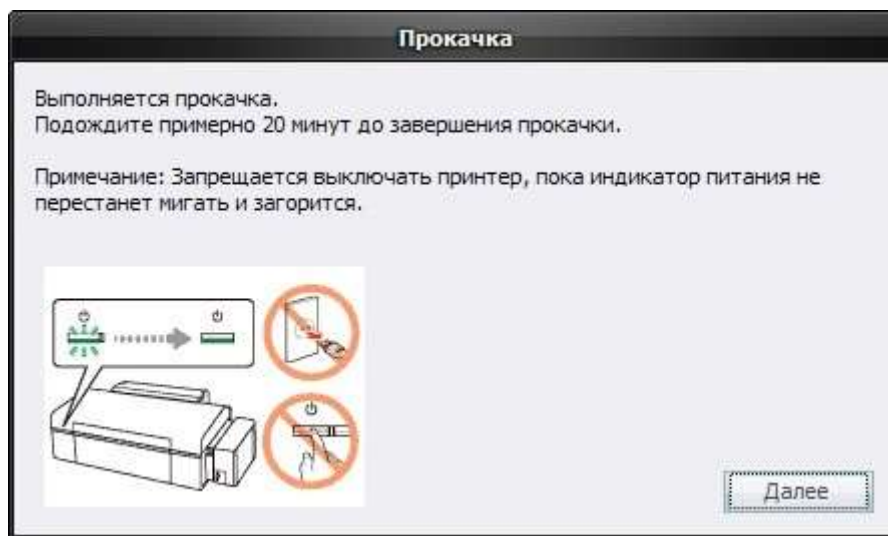 Прокачка
Выполняется прокачка.
Подождите примерно 20 минут до завершения прокачки.
Примечание: Запрещается выключать принтер, пока индикатор питания не
перестанет мигать и загорится.
Далее